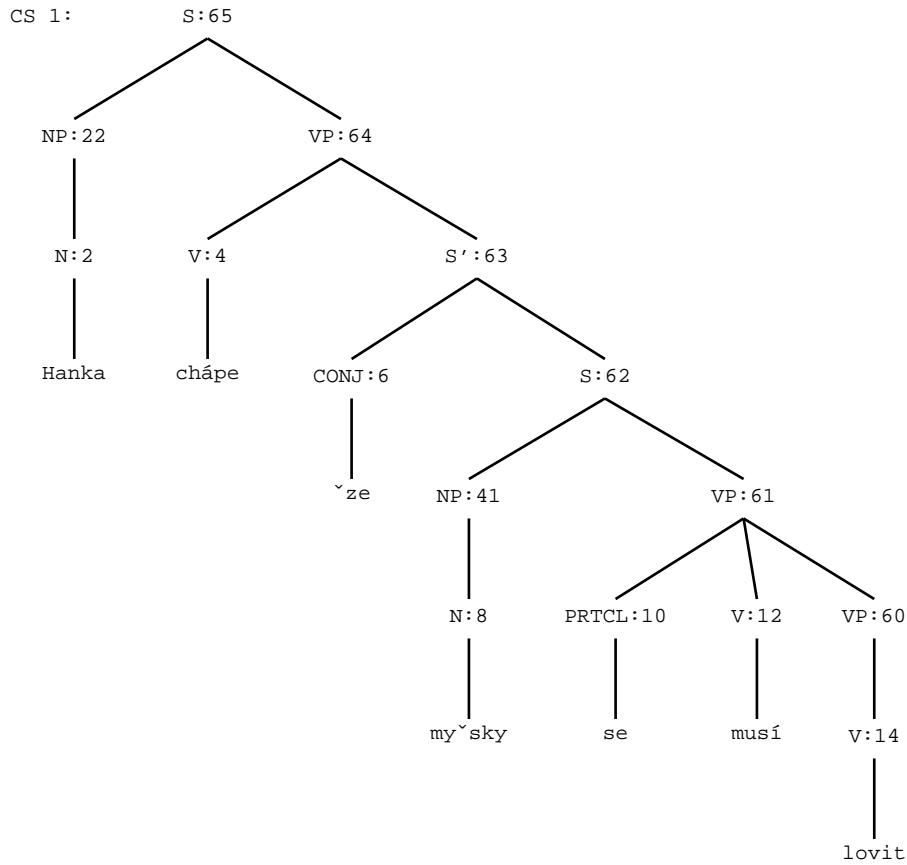 CS 1: S:65
NP:22 VP:64
N:2 V:4 S':63
Hanka chápe CONJ:6 S:62
ˇze NP:41 VP:61
N:8 PRTCL:10 V:12 VP:60
myˇsky se musí V:14
lovit